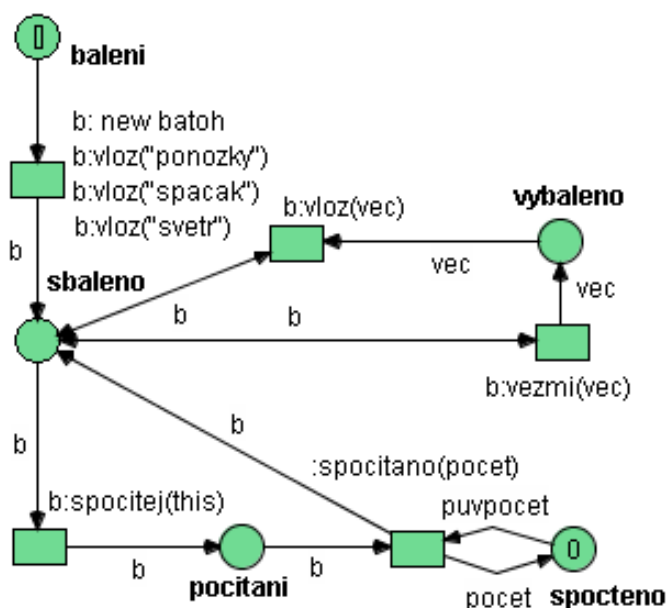 []
baleni
b: new batoh
b:vloz("ponozky")
b:vloz("spacak")
b:vloz("svetr")
b
sbaleno
b:vloz(vec)
vybaleno
vec
vec
b
b
b:vezmi(vec)
b
b
:spocitano(pocet)
b:spocitej(this)
puvpocet
0
b
b
pocitani
pocet
spocteno